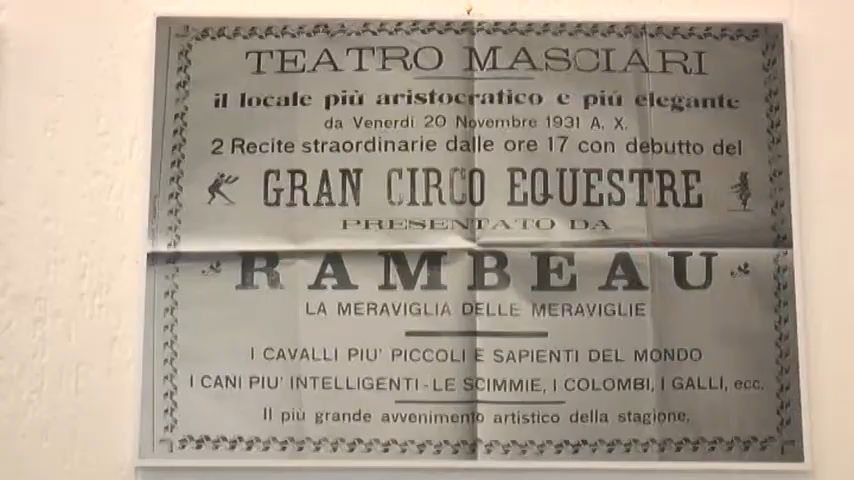 TEATRO MASCIARI
il locale più aristocratico e più elegante
da Venerdi 20 Novembre 1931 A. X.
2 Recite straordinarie dalle ore 17 con debutto del
GRAN CIRCO EQUESTRE
PRESENTATO DA
RAMBEAU
LA MERAVIGLIA DELLE MERAVIGLIE
I CAVALLI PIU' PICCOLI E SAPIENTI DEL MONDO
I CANI PIU' INTELLIGENTI - LE SCIMMIE, I COLOMBI, I GALLI, ecc.
Il più grande avvenimento artistico della stagione.